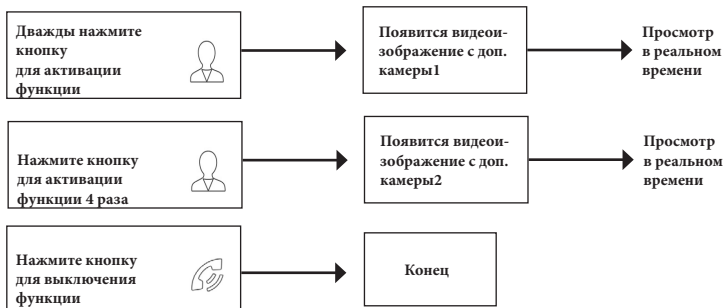 Дважды нажмите
кнопку
для активации
функции
Появится видеои-
зображение с доп.
камеры1
Просмотр
в реальном
времени
Нажмите кнопку
для активации
функции 4 раза
Появится видеои-
зображение с доп.
камеры2
Просмотр
в реальном
времени
Нажмите кнопку
для выключения
функции
Конец